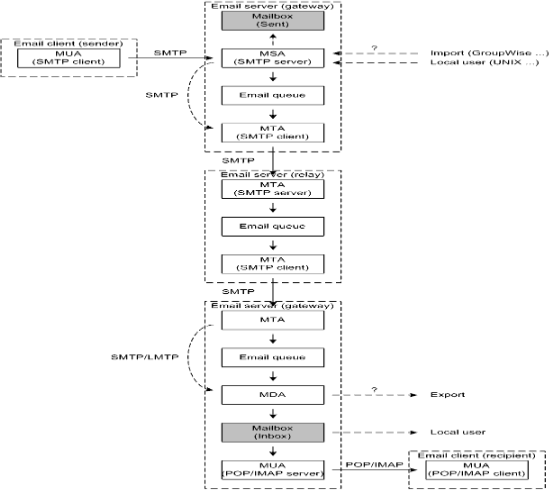 Email server (gateway)
Mailbox
(Sent)
Email client (sender)
MUA
(SMTP client)
SMTP
MSA
(SMTP server)
?
Import (GroupWise ...)
Local user (UNIX ...)
SMTP
Email queue
MTA
(SMTP client)
SMTP
Email server (relay)
MTA
(SMTP server)
Email queue
MTA
(SMTP client)
SMTP
Email server (gateway)
MTA
SMTP/LMTP
Email queue
MDA
?
Export
Mailbox
(Inbox)
Local user
MUA
(POP/IMAP server)
POP/IMAP
Email client (recipient)
MUA
(POP/IMAP client)